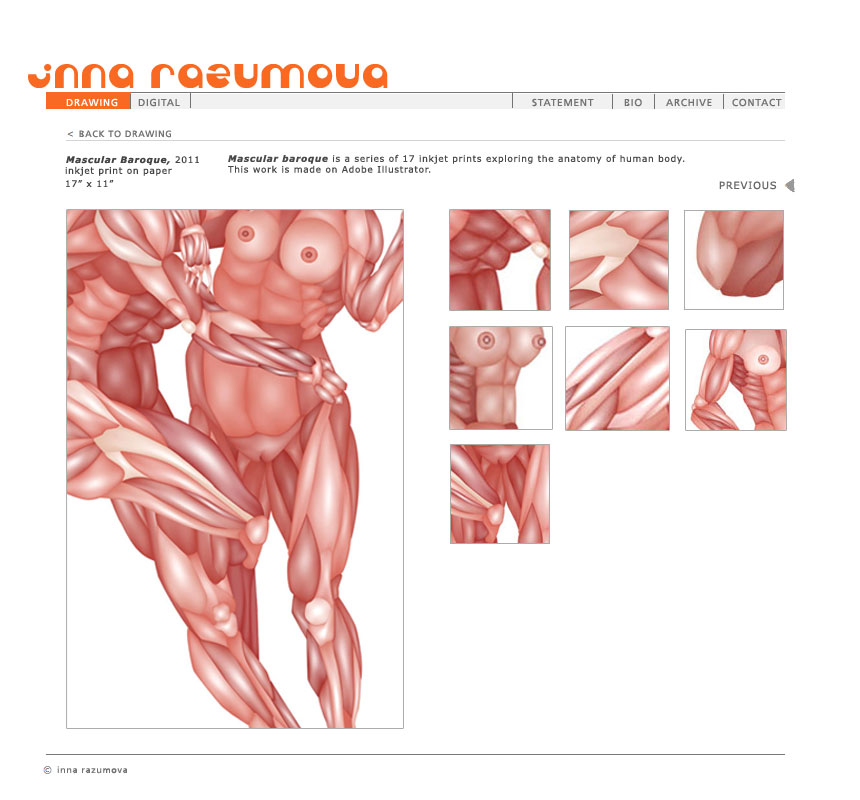 inna razumova
DRAWING DIGITAL STATEMENT BIO ARCHIVE CONTACT
< BACK TO DRAWING
Mascular Baroque, 2011
inkjet print on paper
17” x 11”
Mascular baroque is a series of 17 inkjet prints exploring the anatomy of human body.
This work is made on Adobe Illustrator.
PREVIOUS
© inna razumova